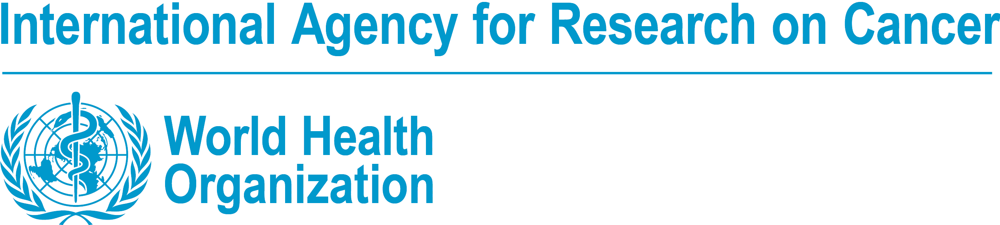 International Agency for Research on Cancer
World Health
Organization